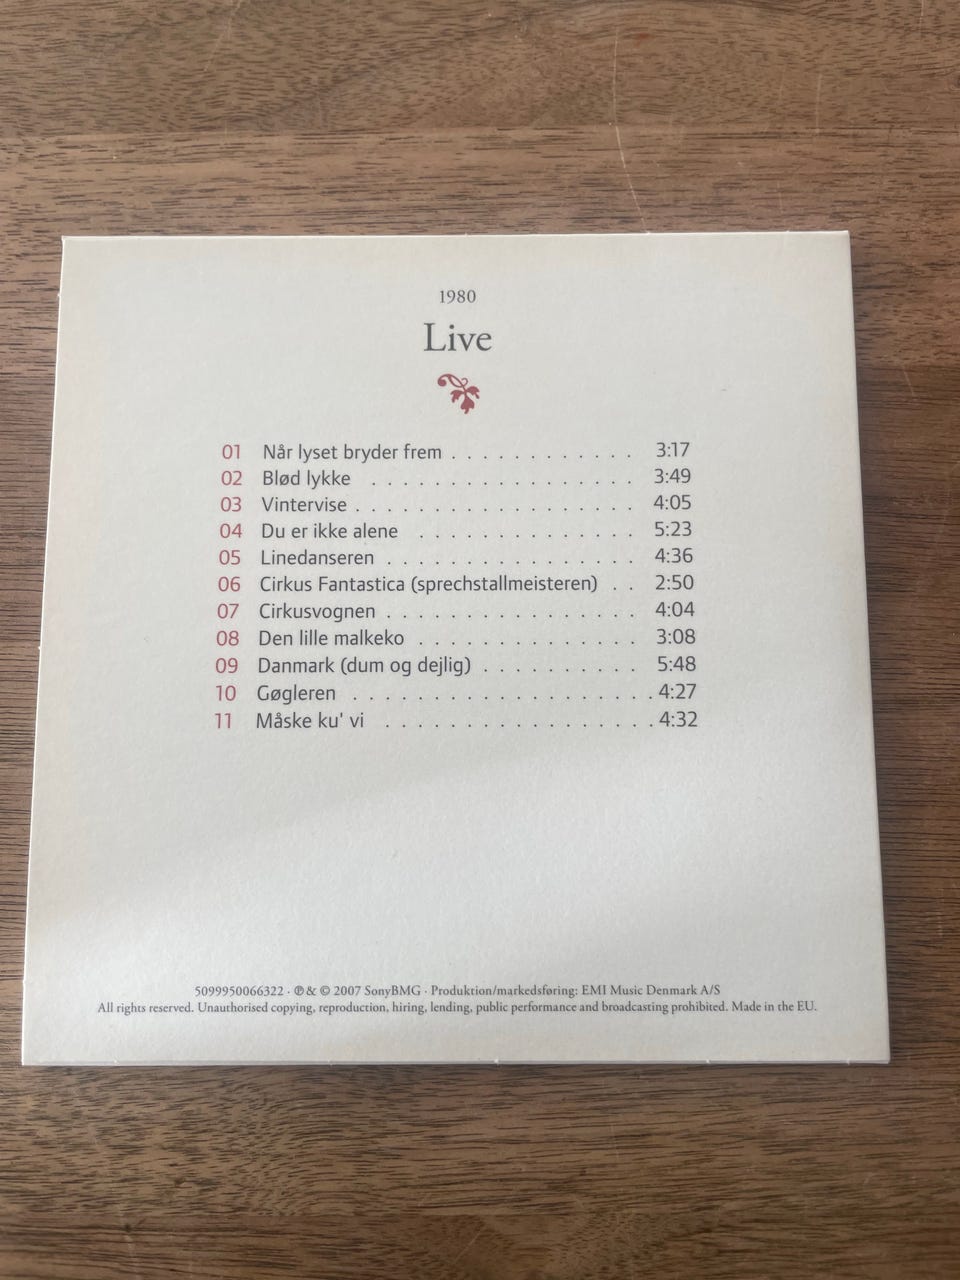 1980
Live
01 Når lyset bryder frem . . . . . . . . . . . . 3:17
02 Blød lykke . . . . . . . . . . . . . . . . . 3:49
03 Vintervise . . . . . . . . . . . . . . . . . . 4:05
04 Du er ikke alene . . . . . . . . . . . . . . 5:23
05 Linedanseren . . . . . . . . . . . . . . . . 4:36
06 Cirkus Fantastica (sprechstallmeisteren) . . 2:50
07 Cirkusvognen . . . . . . . . . . . . . . . . 4:04
08 Den lille malkeko . . . . . . . . . . . . . . 3:08
09 Danmark (dum og dejlig) . . . . . . . . . . 5:48
10 Gøgleren . . . . . . . . . . . . . . . . . . . 4:27
11 Måske ku' vi . . . . . . . . . . . . . . . . . 4:32
5099950066322 · ℗ & © 2007 SonyBMG · Produktion/markedsføring: EMI Music Denmark A/S
All rights reserved. Unauthorised copying, reproduction, hiring, lending, public performance and broadcasting prohibited. Made in the EU.